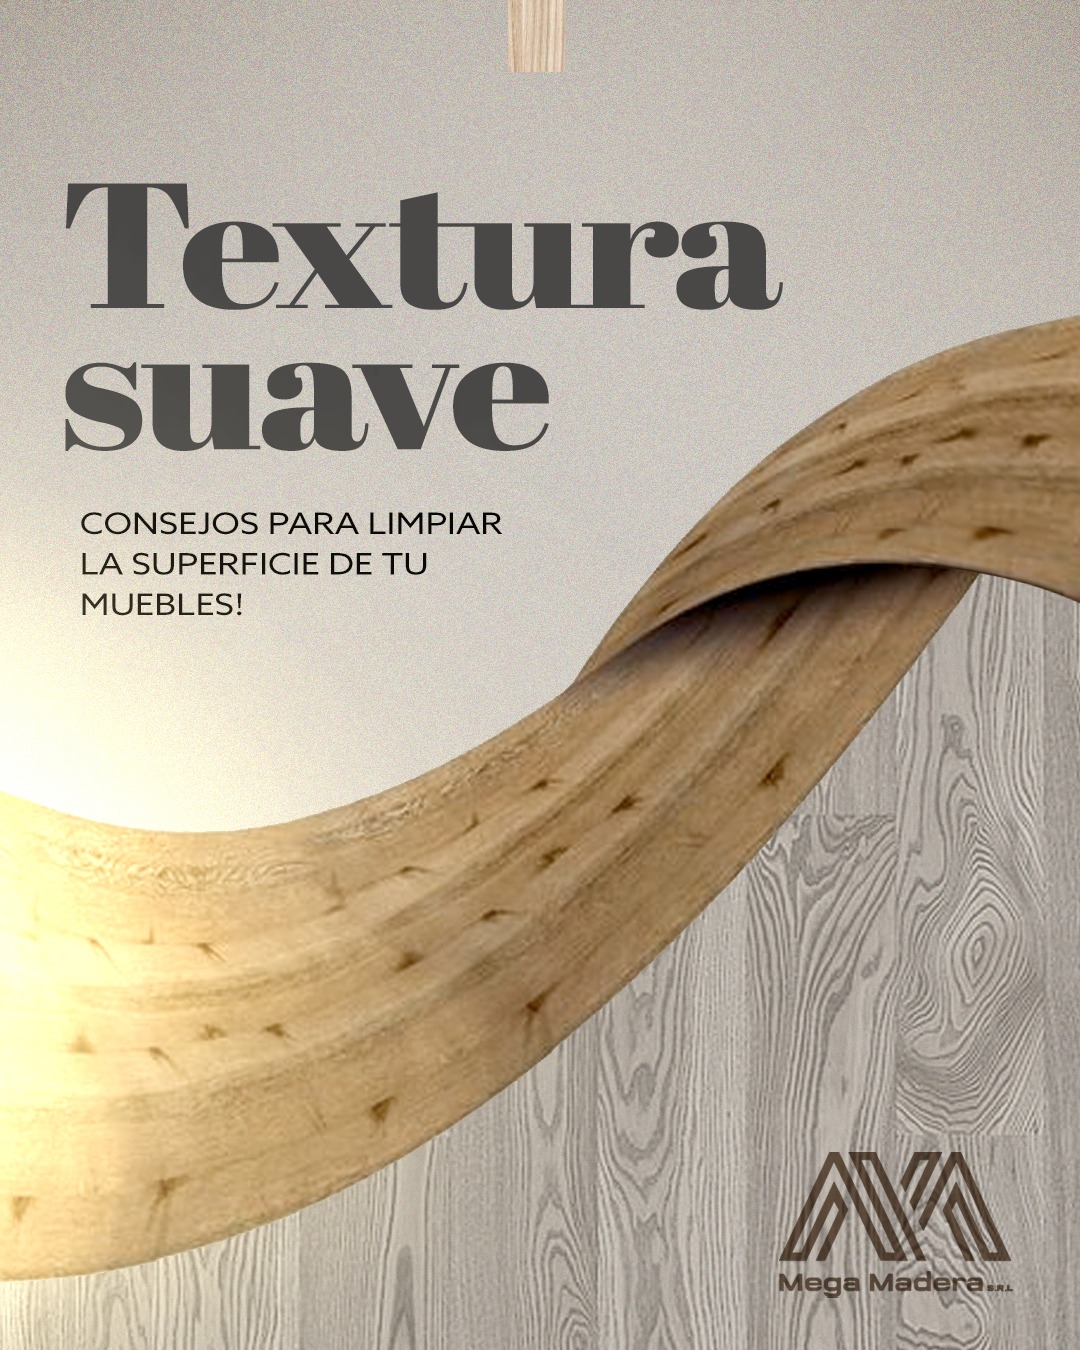 Textura
suave
CONSEJOS PARA LIMPIAR
LA SUPERFICIE DE TU
MUEBLES!
Mega Madera S.R.L